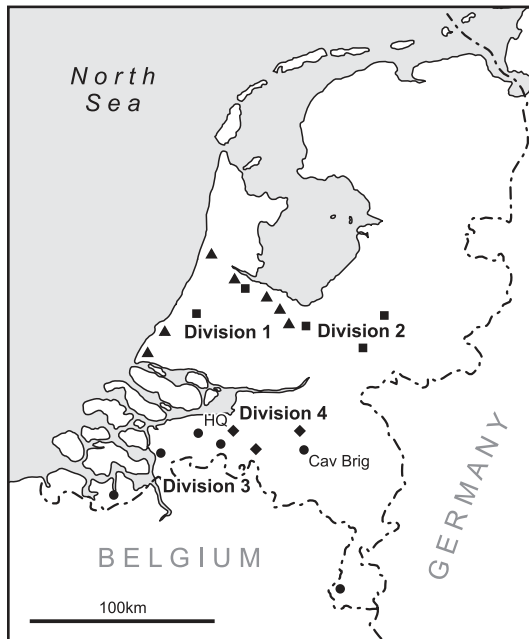 North
Sea
Division 1
Division 2
HQ
Division 4
Cav Brig
Division 3
BELGIUM
GERMANY
100km